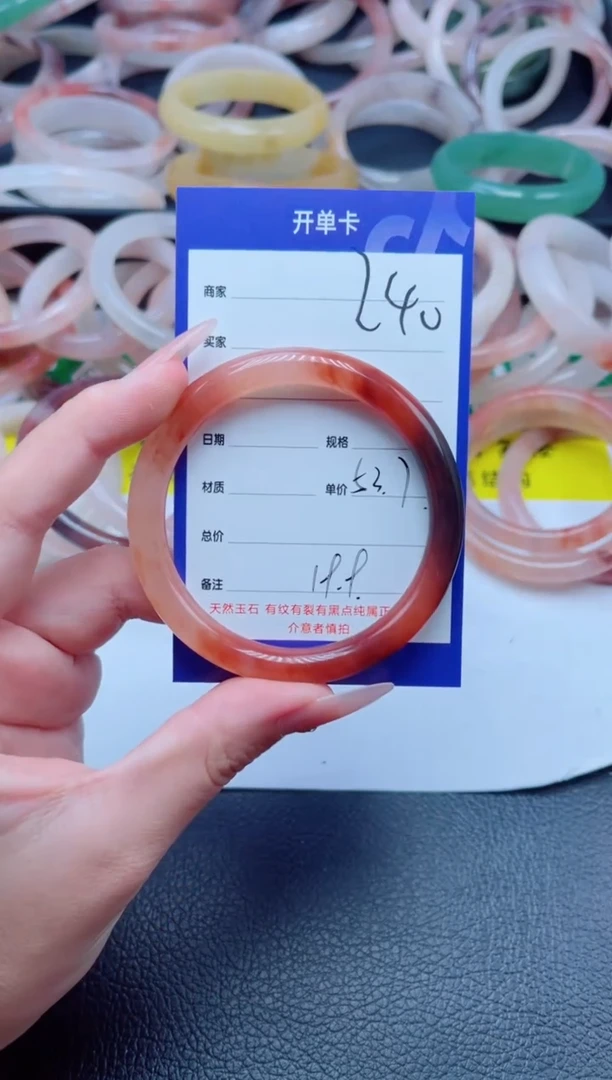 开单卡
商家 240
买家
日期 规格
材质 单价 53.7
总价
备注
天然玉石 有纹有裂有黑点纯属正
介意者慎拍